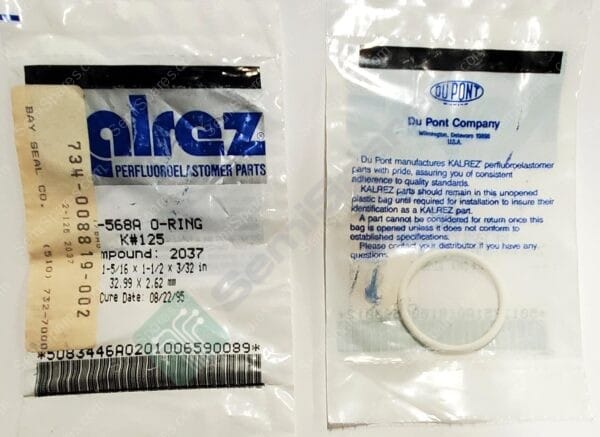 alrez
PERFLUOROELASTOMER PARTS
-568A O-RING
K#125
mpound: 2037
1-5/16 x 1-1/2 x 3/32 in
32.99 x 2.62 mm
Cure Date: 08/22/95
*5083446A0201006590089*
734-008819-002
2-126 2037
BAY SEAL CO. (510) 732-7000
DU PONT
Du Pont Company
Wilmington, Delaware 19898
U.S.A.
Du Pont manufactures KALREZ perfluoroelastomer
parts with pride, assuring you of consistent
adherence to quality standards.
KALREZ parts should remain in this unopened
plastic bag until required for installation to insure their
identification as a KALREZ part.
A part cannot be considered for return once this
bag is opened unless it does not conform to
established specifications.
Please contact your distributor if you have any
questions.